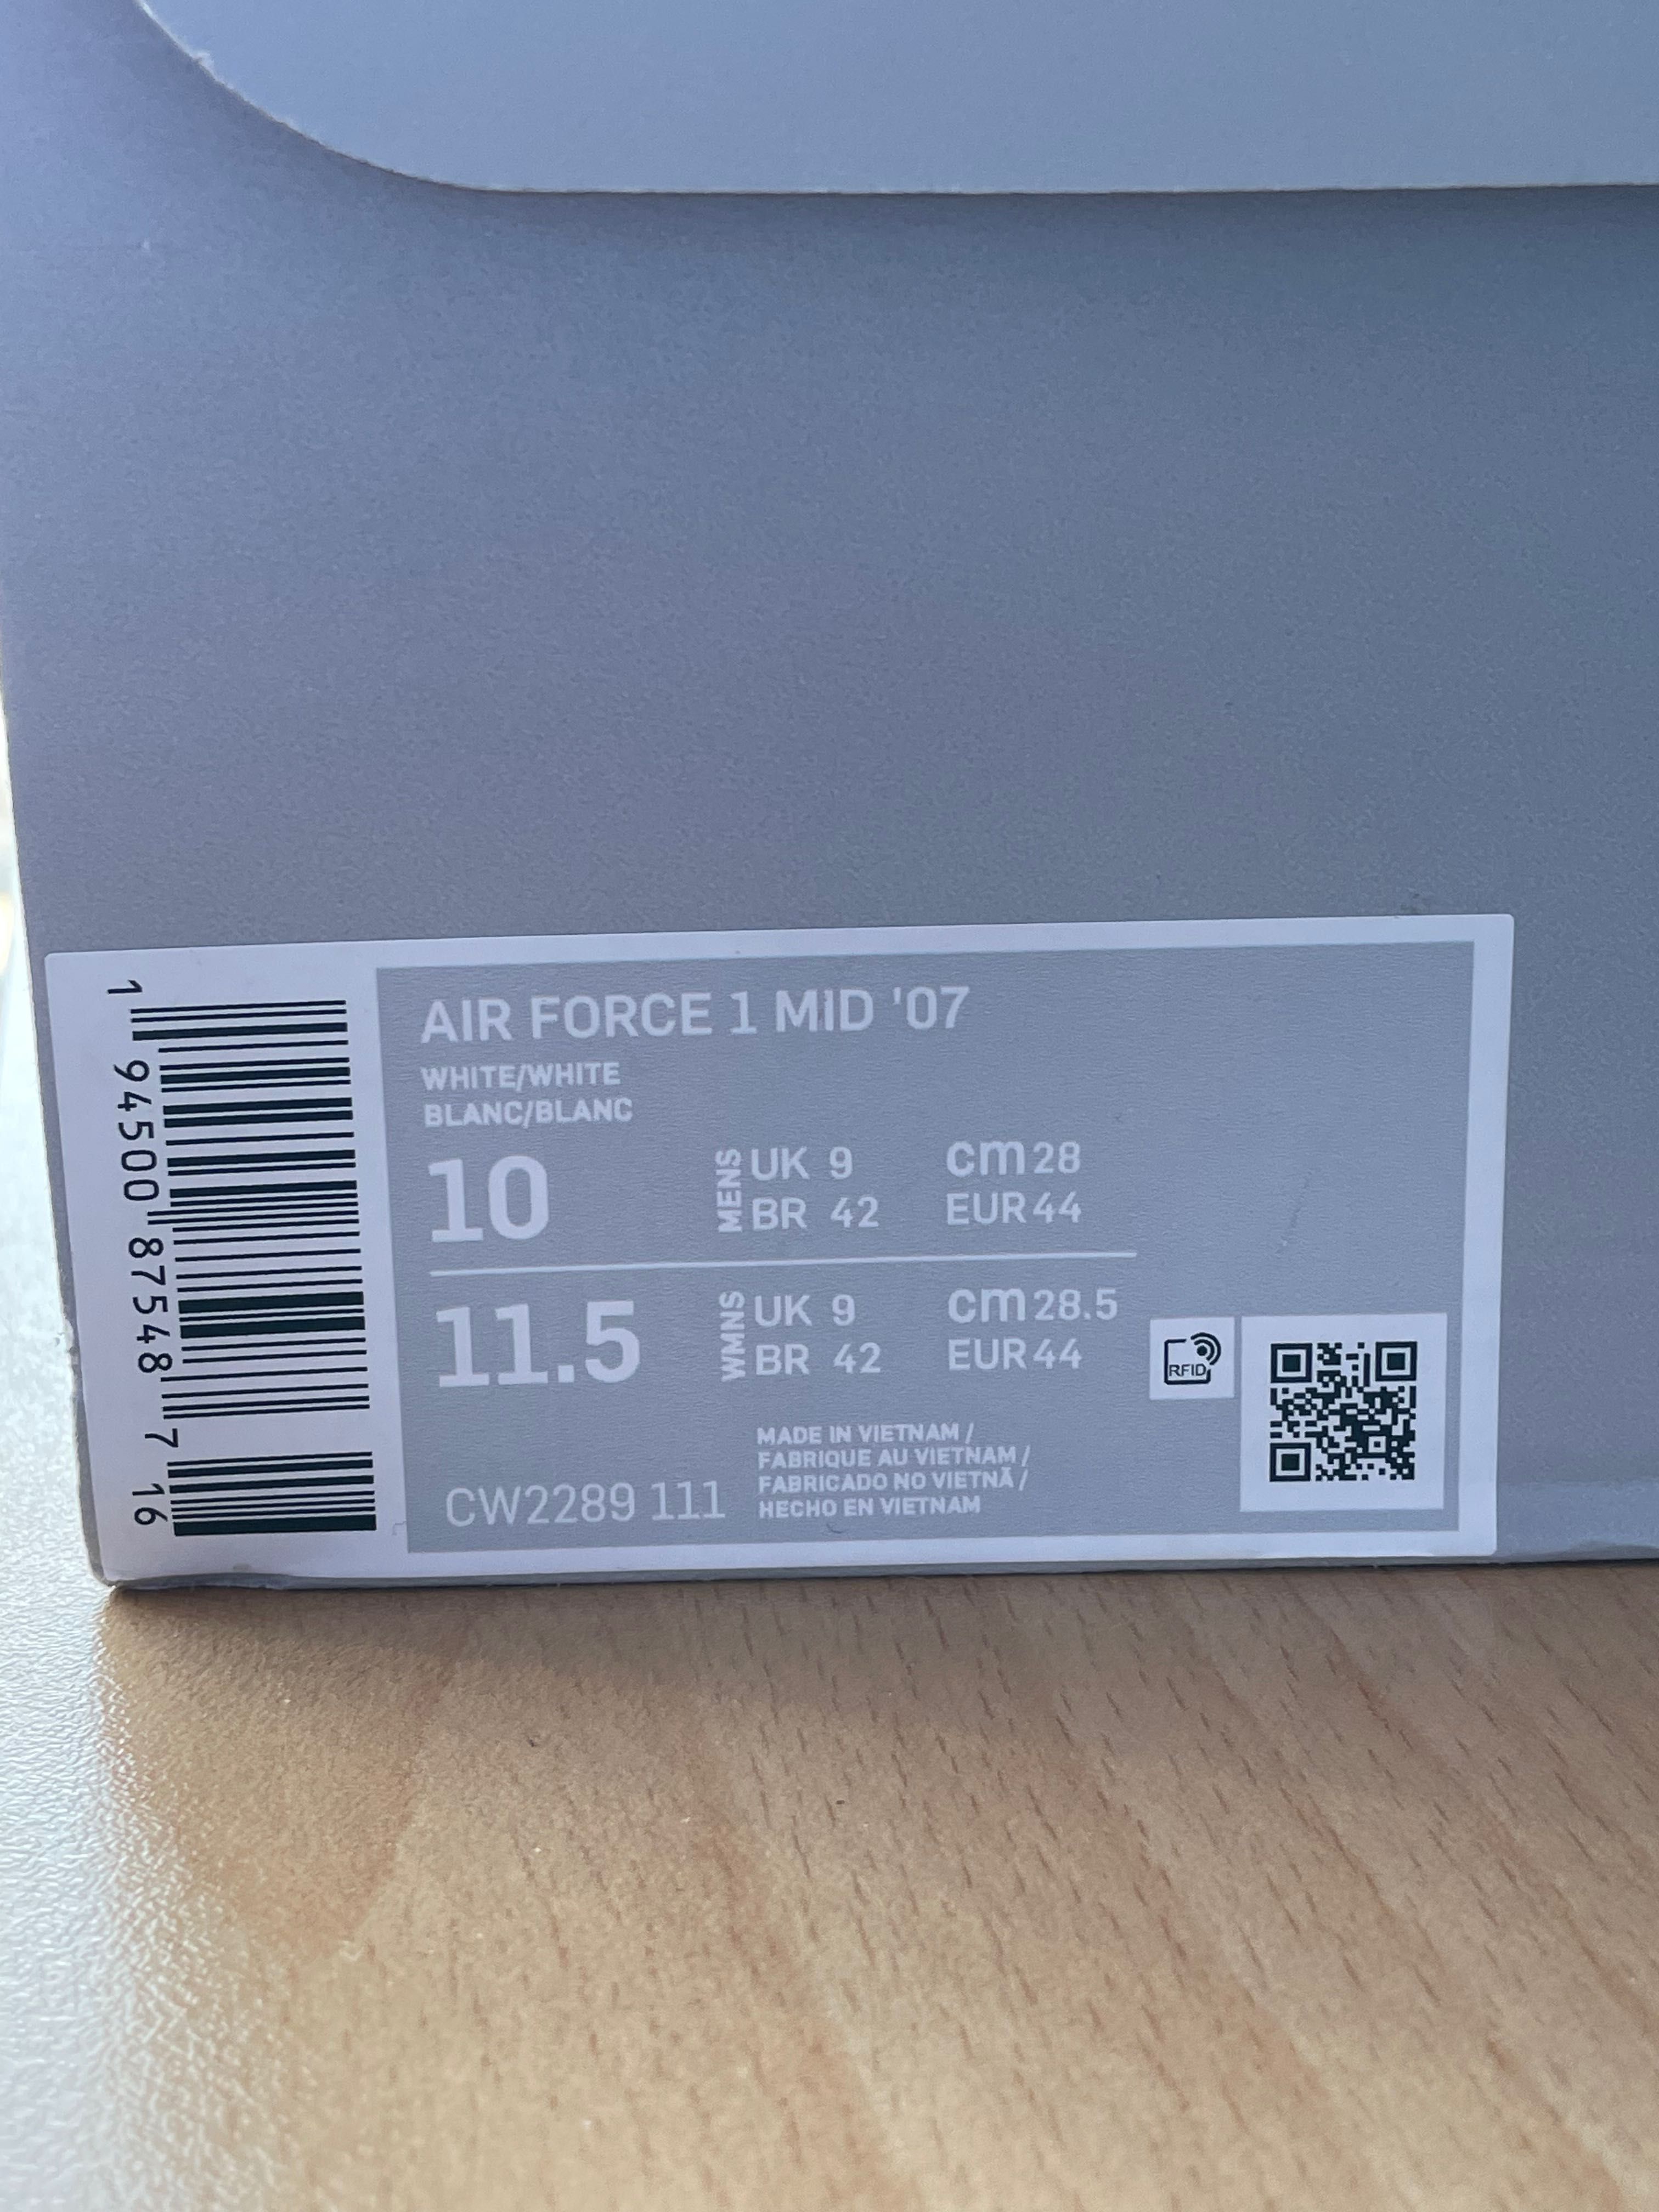 1 94500 87548 7 16
AIR FORCE 1 MID '07
WHITE/WHITE
BLANC/BLANC
10 MENS UK 9 cm 28
BR 42 EUR 44
11.5 WMNS UK 9 cm 28.5
BR 42 EUR 44
RFID
MADE IN VIETNAM /
FABRIQUE AU VIETNAM /
FABRICADO NO VIETNÃ /
HECHO EN VIETNAM
CW2289 111